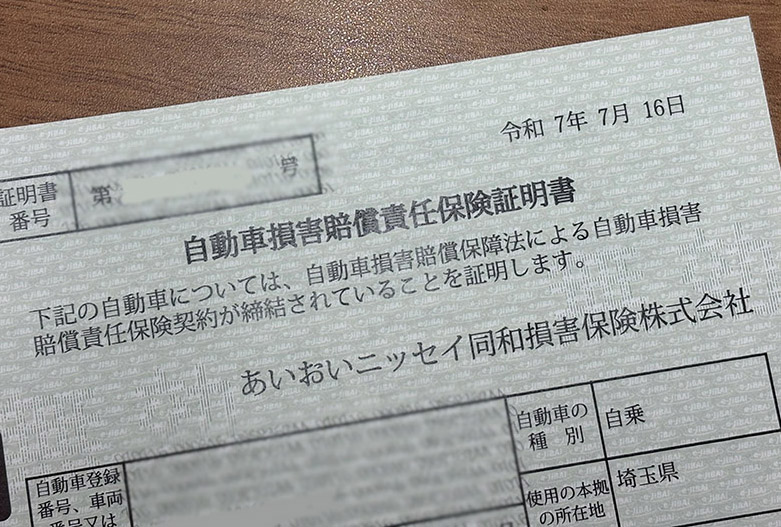 令和 7年 7月 16日
証明書
番号
第
号
自動車損害賠償責任保険証明書
下記の自動車については、自動車損害賠償保障法による自動車損害
賠償責任保険契約が締結されていることを証明します。
あいおいニッセイ同和損害保険株式会社
自動車登録
番号、車両
番号又は
自動車の
種 別
自乗
使用の本拠
の所在地
埼玉県